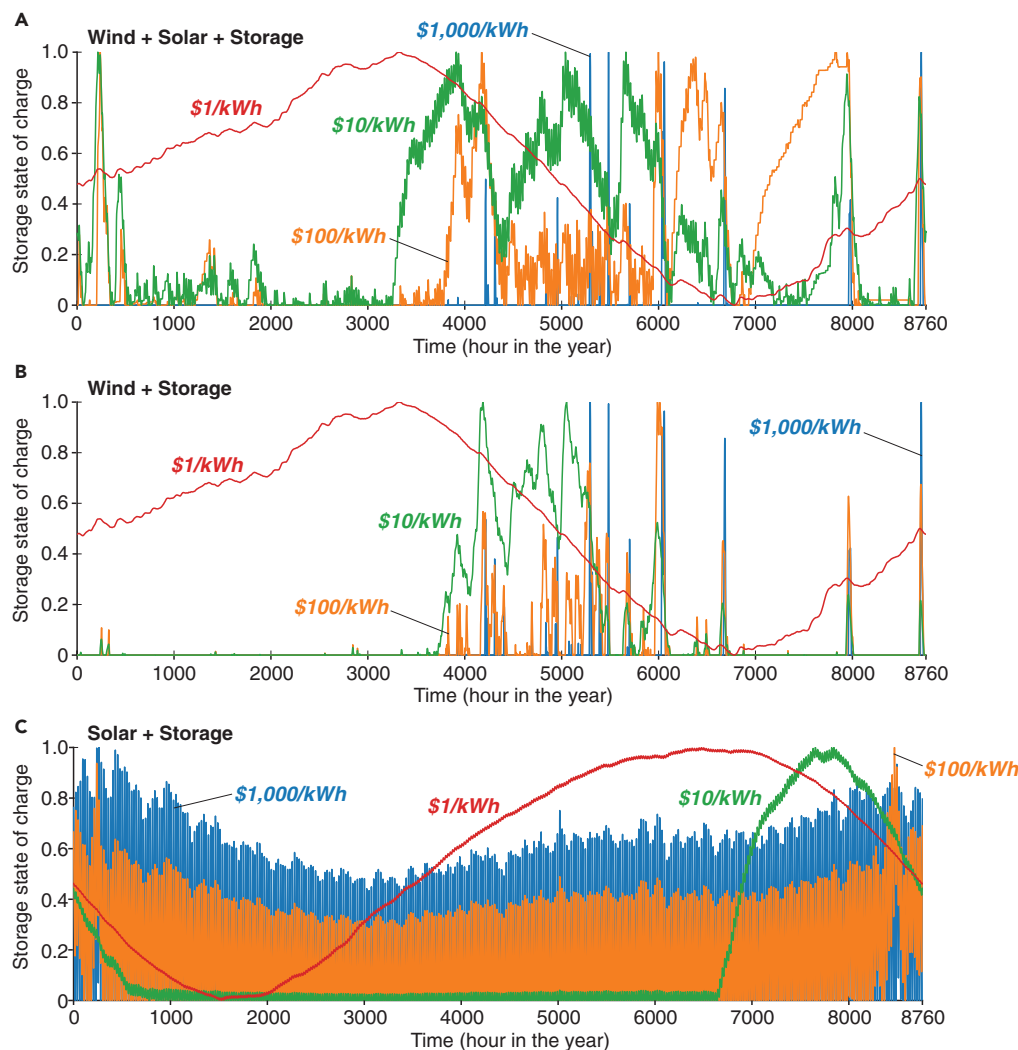 A
Wind + Solar + Storage
$1,000/kWh
$1/kWh
$10/kWh
$100/kWh
Storage state of charge
1.0
0.8
0.6
0.4
0.2
0
0 1000 2000 3000 4000 5000 6000 7000 8000 8760
Time (hour in the year)
B
Wind + Storage
$1,000/kWh
$1/kWh
$10/kWh
$100/kWh
Storage state of charge
1.0
0.8
0.6
0.4
0.2
0
0 1000 2000 3000 4000 5000 6000 7000 8000 8760
Time (hour in the year)
C
Solar + Storage
$100/kWh
$1,000/kWh
$1/kWh
$10/kWh
Storage state of charge
1.0
0.8
0.6
0.4
0.2
0
0 1000 2000 3000 4000 5000 6000 7000 8000 8760
Time (hour in the year)